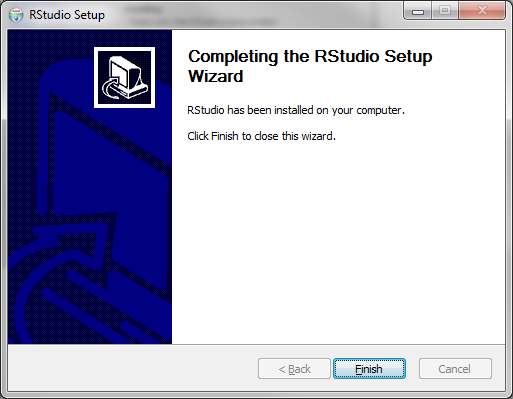 RStudio Setup
Completing the RStudio Setup
Wizard
RStudio has been installed on your computer.
Click Finish to close this wizard.
< Back
Finish
Cancel